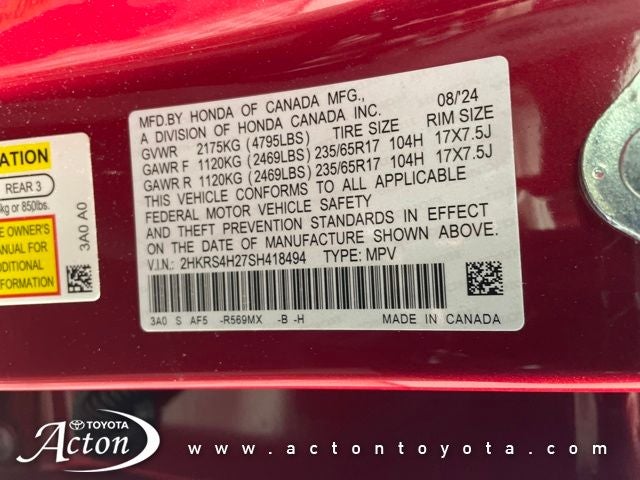 MFD.BY HONDA OF CANADA MFG., 08/'24
A DIVISION OF HONDA CANADA INC.
GVWR 2175KG (4795LBS) TIRE SIZE RIM SIZE
GAWR F 1120KG (2469LBS) 235/65R17 104H 17X7.5J
GAWR R 1120KG (2469LBS) 235/65R17 104H 17X7.5J
THIS VEHICLE CONFORMS TO ALL APPLICABLE
FEDERAL MOTOR VEHICLE SAFETY
AND THEFT PREVENTION STANDARDS IN EFFECT
ON THE DATE OF MANUFACTURE SHOWN ABOVE.
V.I.N.: 2HKRS4H27SH418494 TYPE: MPV
3A0 S AF5 -R569MX -B -H MADE IN CANADA
REAR 3
kg or 850lbs.
OWNER'S
MANUAL FOR
3A0 A0
TOYOTA
Acton
www.actontoyota.com